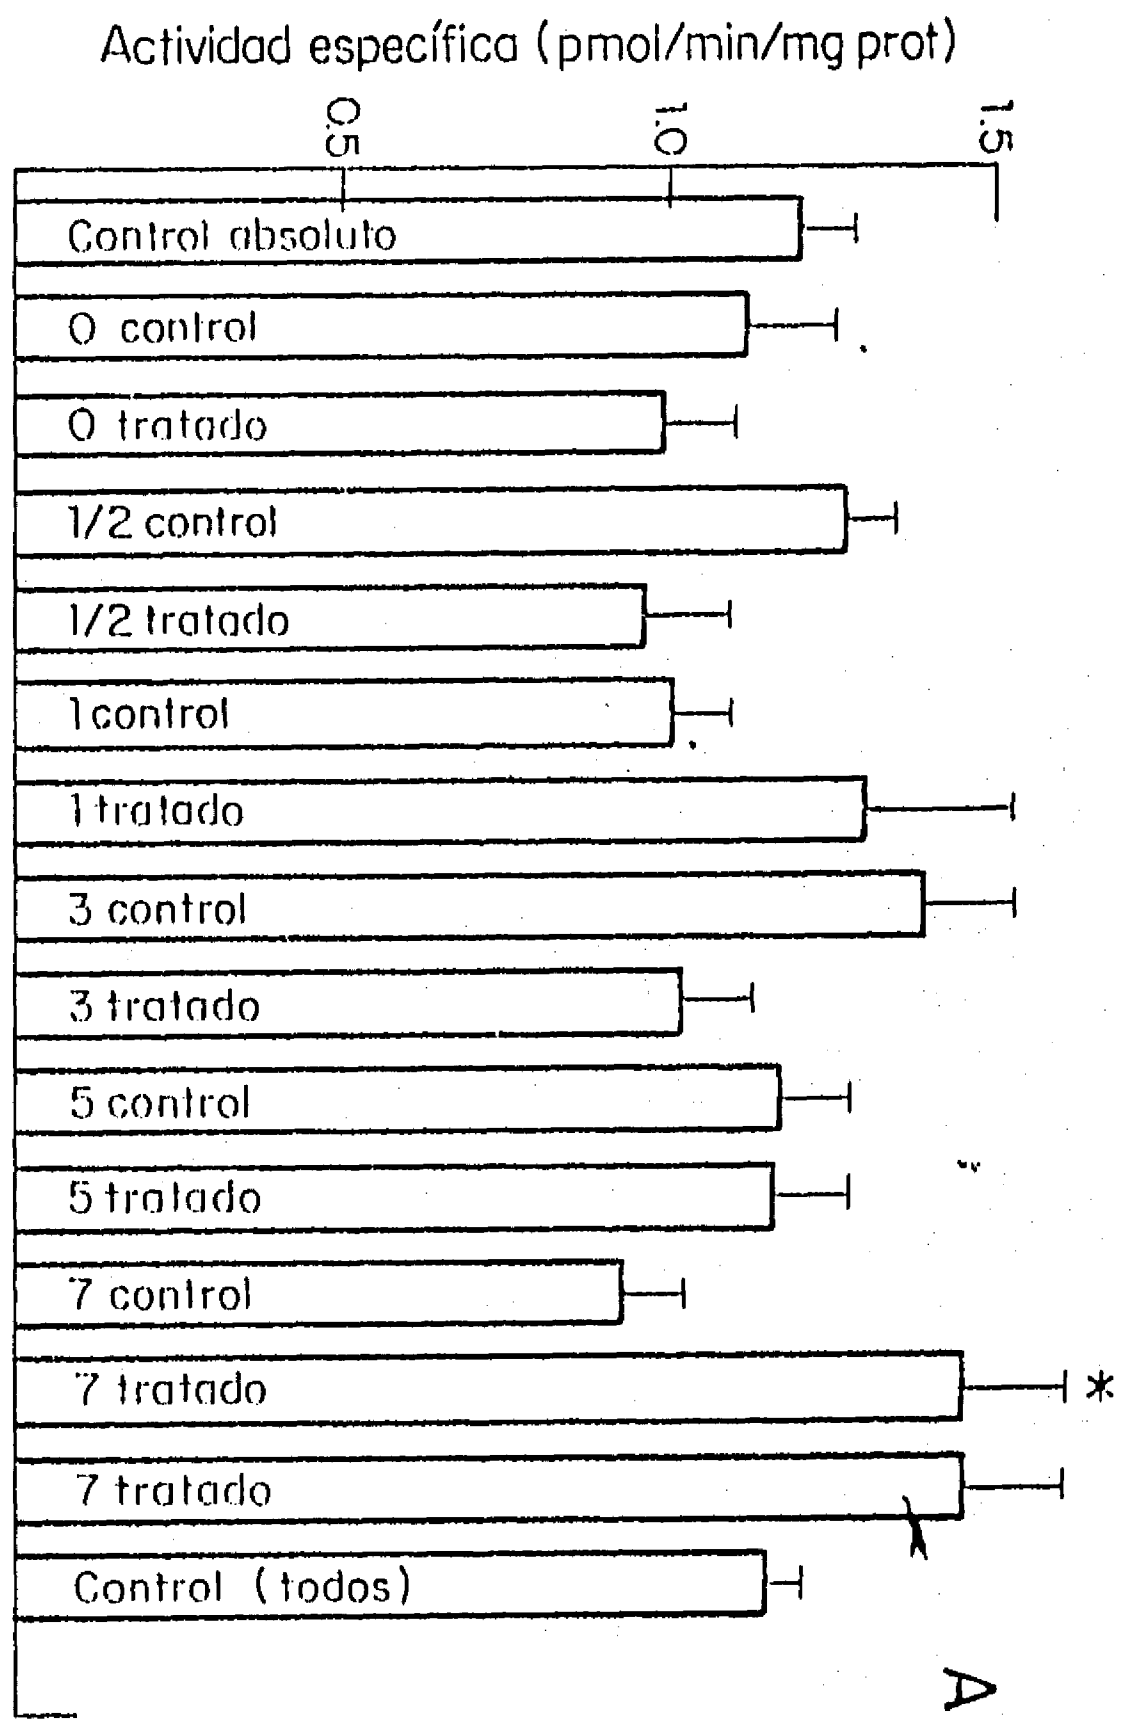 Actividad específica (pmol/min/mg prot)
0.5
1.0
1.5
Control absoluto
0 control
0 tratado
1/2 control
1/2 tratado
1 control
1 tratado
3 control
3 tratado
5 control
5 tratado
7 control
7 tratado *
7 tratado
Control (todos)
A